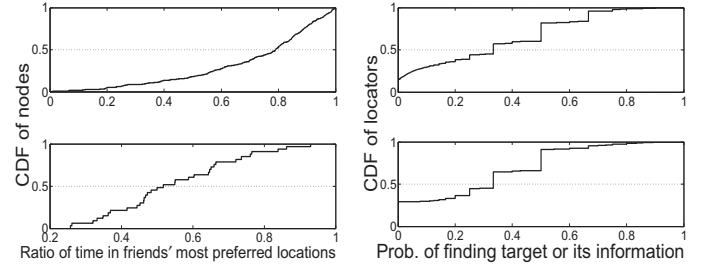 1
0.5
0
0 0.2 0.4 0.6 0.8 1
1
0.5
0
0.2 0.4 0.6 0.8 1
CDF of nodes
Ratio of time in friends′ most preferred locations
1
0.5
0
0 0.2 0.4 0.6 0.8 1
1
0.5
0
0 0.2 0.4 0.6 0.8 1
CDF of locators
Prob. of finding target or its information